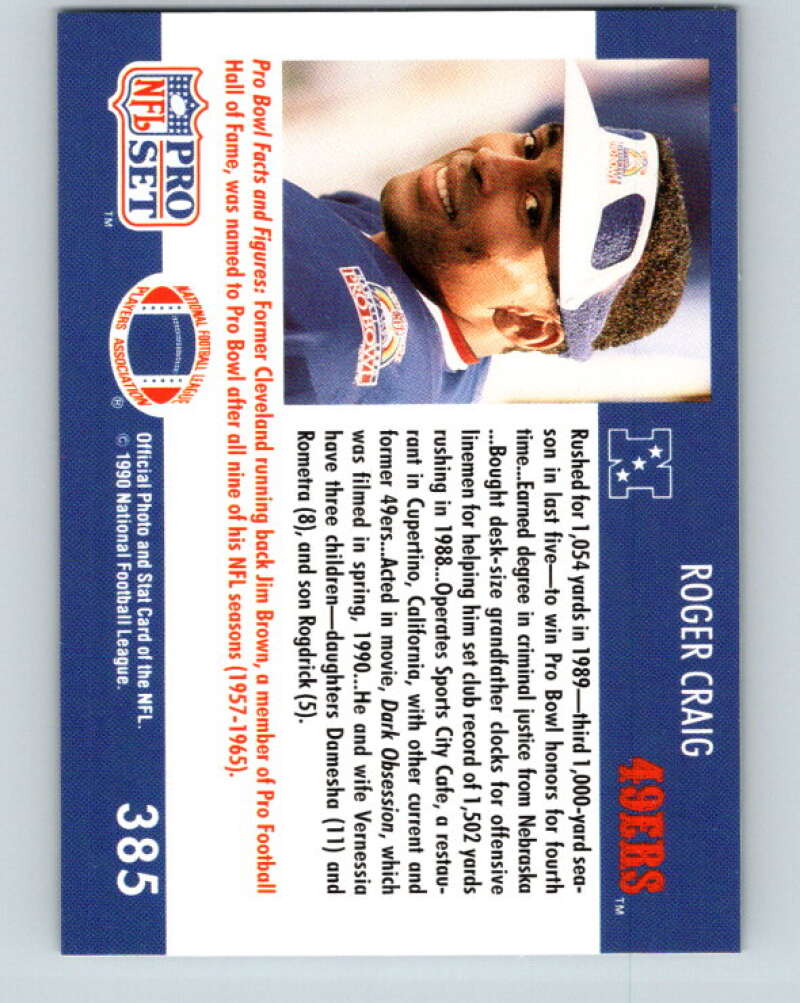 ROGER CRAIG
49ERS TM
N
Rushed for 1,054 yards in 1989—third 1,000-yard sea-
son in last five—to win Pro Bowl honors for fourth
time...Earned degree in criminal justice from Nebraska
...Bought desk-size grandfather clocks for offensive
linemen for helping him set club record of 1,502 yards
rushing in 1988...Operates Sports City Cafe, a restau-
rant in Cupertino, California, with other current and
former 49ers...Acted in movie, Dark Obsession, which
was filmed in spring, 1990...He and wife Vernessia
have three children—daughters Damesha (11) and
Rometra (8), and son Rogdrick (5).
PRO BOWL
Pro Bowl Facts and Figures: Former Cleveland running back Jim Brown, a member of Pro Football
Hall of Fame, was named to Pro Bowl after all nine of his NFL seasons (1957-1965).
PRO
NFL SET
TM
NATIONAL FOOTBALL LEAGUE
PLAYERS ASSOCIATION
®
Official Photo and Stat Card of the NFL.
© 1990 National Football League.
385